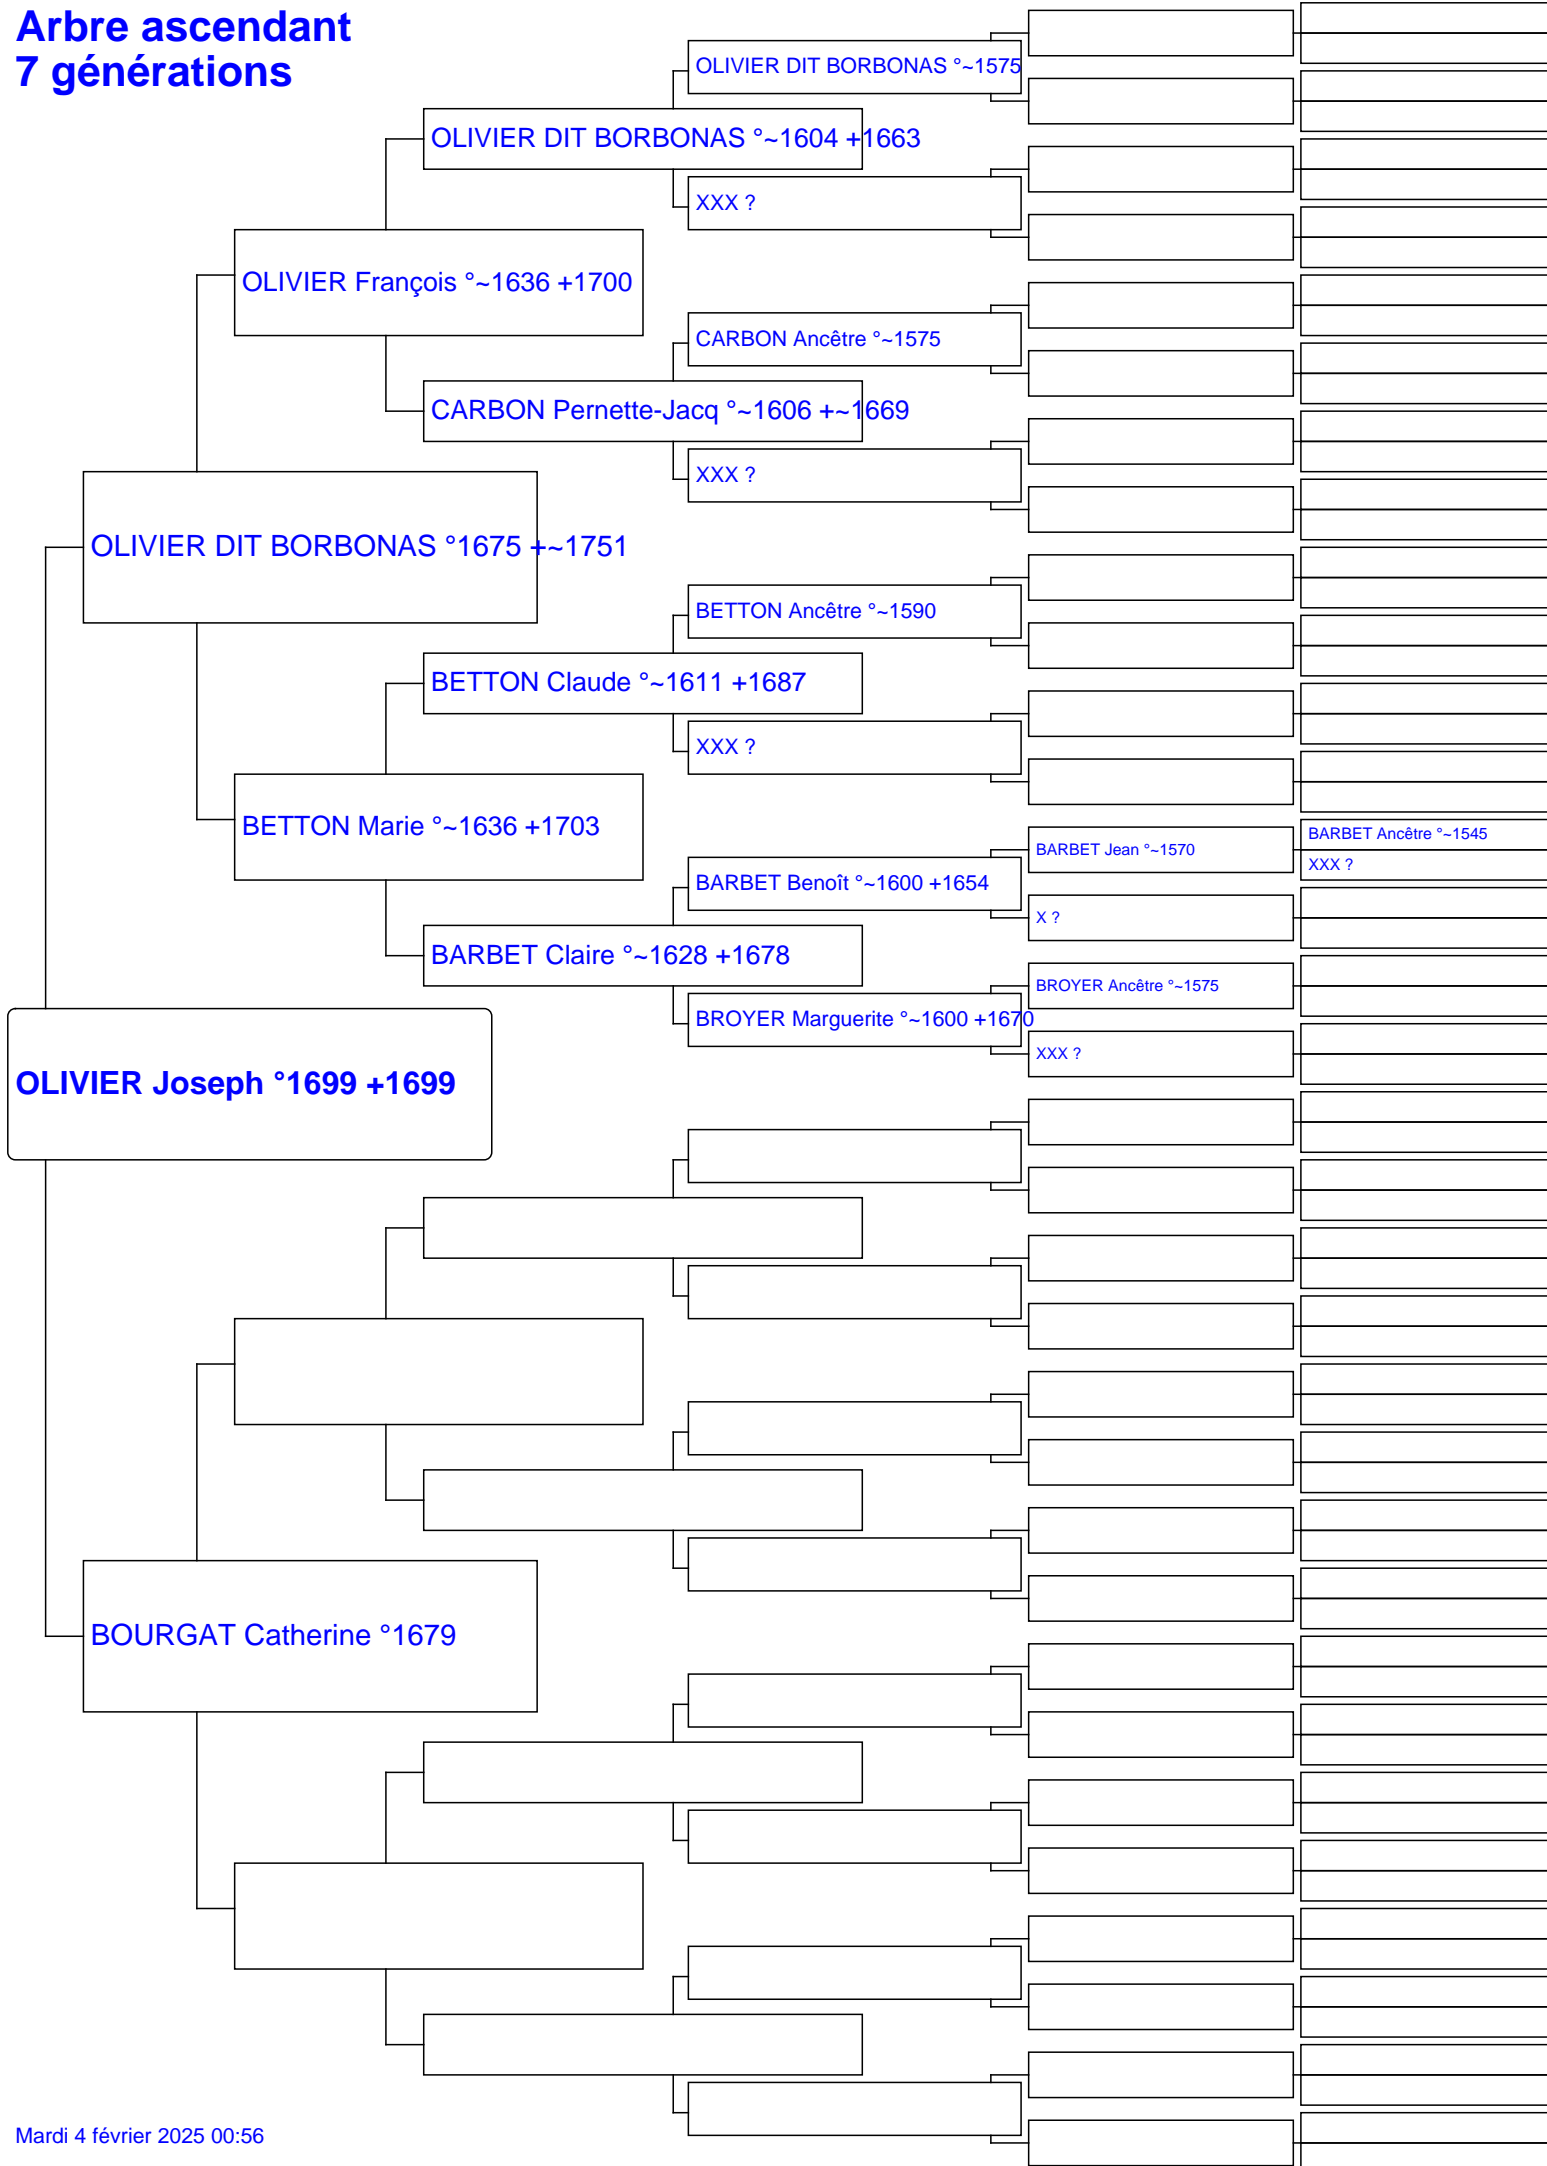 Arbre ascendant
7 générations
OLIVIER DIT BORBONAS °~1575
OLIVIER DIT BORBONAS °~1604 +1663
XXX ?
OLIVIER François °~1636 +1700
CARBON Ancêtre °~1575
CARBON Pernette-Jacq °~1606 +~1669
XXX ?
OLIVIER DIT BORBONAS °1675 +~1751
BETTON Ancêtre °~1590
BETTON Claude °~1611 +1687
XXX ?
BETTON Marie °~1636 +1703
BARBET Ancêtre °~1545
BARBET Jean °~1570
XXX ?
BARBET Benoît °~1600 +1654
X ?
BARBET Claire °~1628 +1678
BROYER Ancêtre °~1575
BROYER Marguerite °~1600 +1670
XXX ?
OLIVIER Joseph °1699 +1699
BOURGAT Catherine °1679
Mardi 4 février 2025 00:56